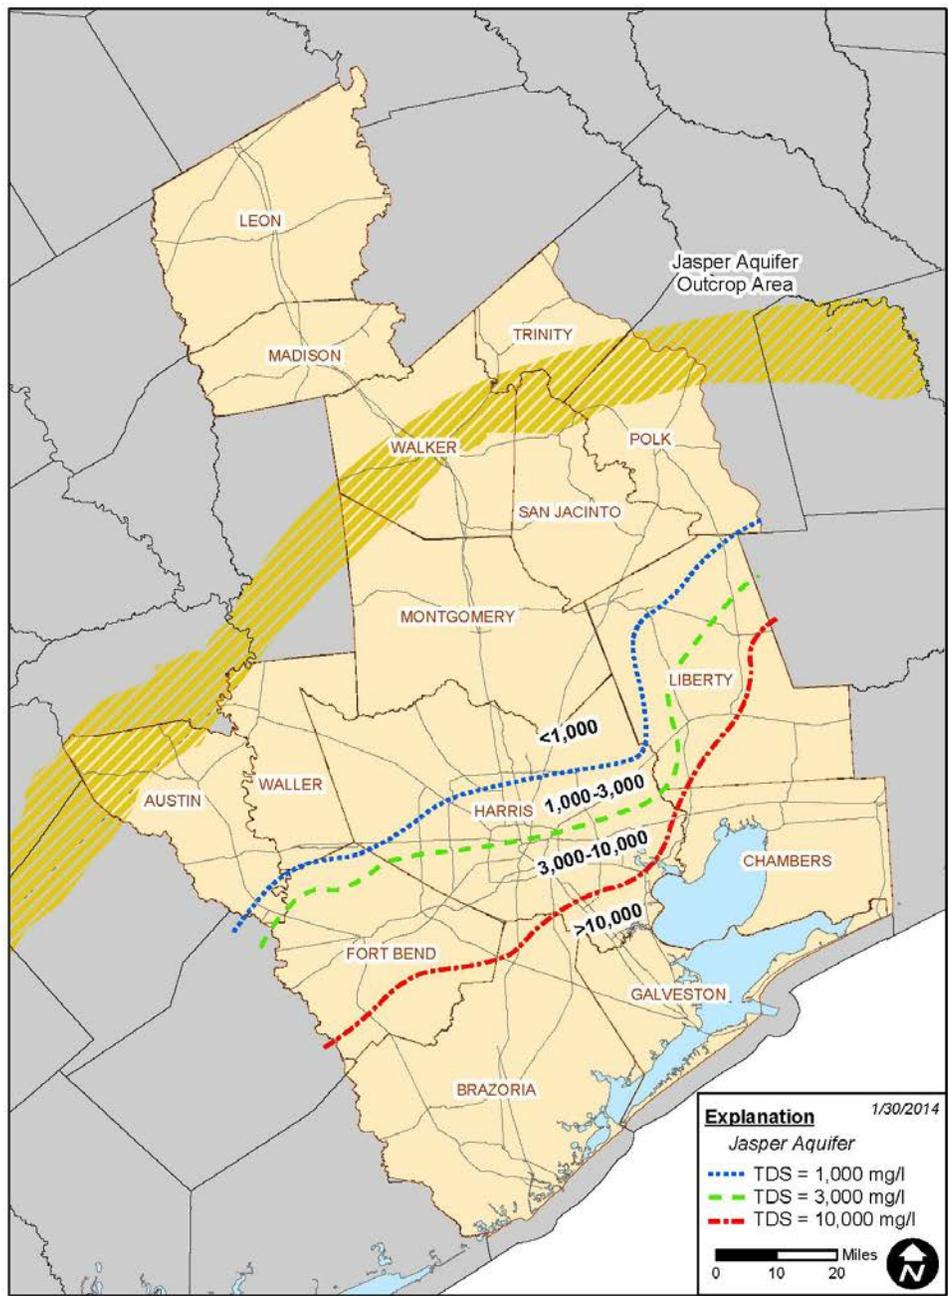 LEON
Jasper Aquifer
Outcrop Area
TRINITY
MADISON
WALKER
POLK
SAN JACINTO
MONTGOMERY
LIBERTY
<1,000
WALLER
AUSTIN
HARRIS
1,000-3,000
3,000-10,000
CHAMBERS
>10,000
FORT BEND
GALVESTON
BRAZORIA
Explanation
1/30/2014
Jasper Aquifer
TDS = 1,000 mg/l
TDS = 3,000 mg/l
TDS = 10,000 mg/l
Miles
0 10 20
N